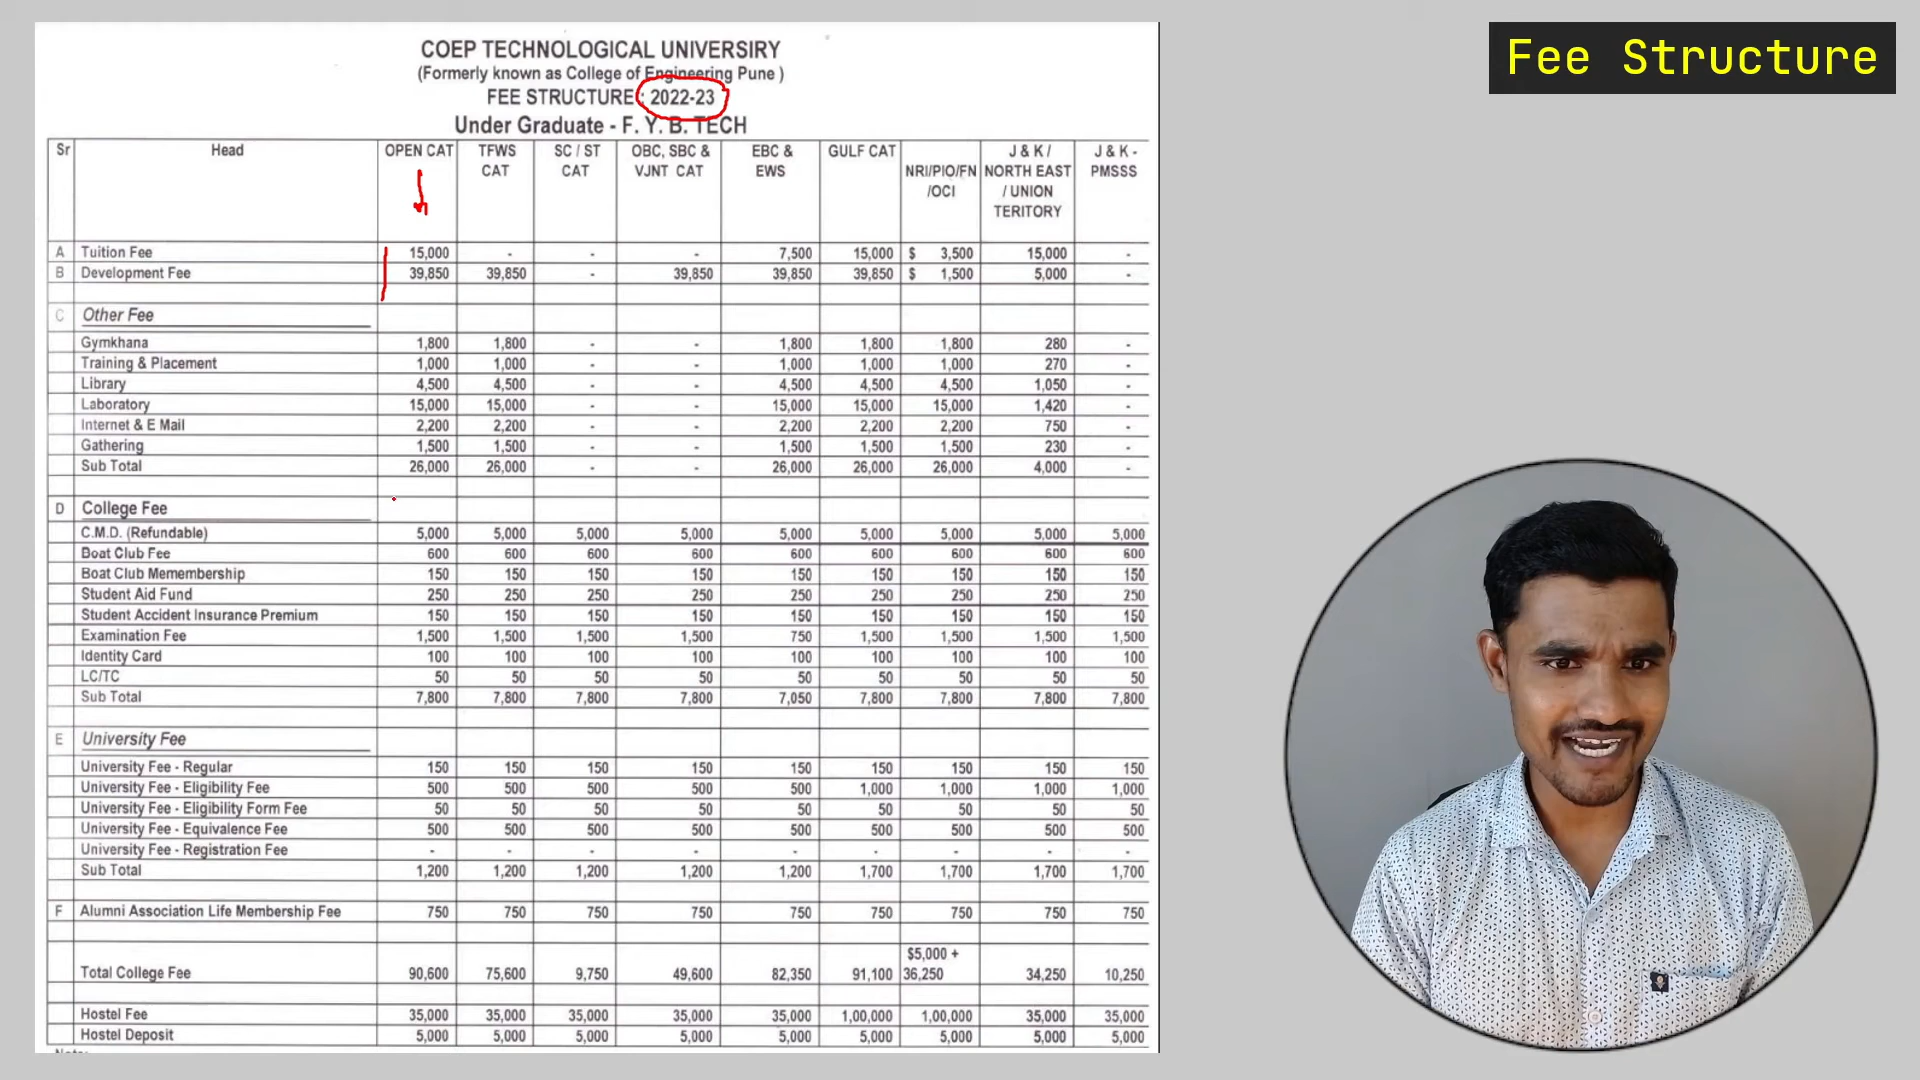 Fee Structure
COEP TECHNOLOGICAL UNIVERSIRY
(Formerly known as College of Engineering Pune )
FEE STRUCTURE : 2022-23
Under Graduate - F. Y. B. TECH
Sr Head OPEN CAT TFWS CAT SC / ST CAT OBC, SBC & VJNT CAT EBC & EWS GULF CAT NRI/PIO/FN /OCI J & K / NORTH EAST / UNION TERITORY J & K - PMSSS
A Tuition Fee 15,000 - - - 7,500 15,000 $ 3,500 15,000 -
B Development Fee 39,850 39,850 - 39,850 39,850 39,850 $ 1,500 5,000 -
C Other Fee
Gymkhana 1,800 1,800 - - 1,800 1,800 1,800 280 -
Training & Placement 1,000 1,000 - - 1,000 1,000 1,000 270 -
Library 4,500 4,500 - - 4,500 4,500 4,500 1,050 -
Laboratory 15,000 15,000 - - 15,000 15,000 15,000 1,420 -
Internet & E Mail 2,200 2,200 - - 2,200 2,200 2,200 750 -
Gathering 1,500 1,500 - - 1,500 1,500 1,500 230 -
Sub Total 26,000 26,000 - - 26,000 26,000 26,000 4,000 -
D College Fee
C.M.D. (Refundable) 5,000 5,000 5,000 5,000 5,000 5,000 5,000 5,000 5,000
Boat Club Fee 600 600 600 600 600 600 600 600 600
Boat Club Memembership 150 150 150 150 150 150 150 150 150
Student Aid Fund 250 250 250 250 250 250 250 250 250
Student Accident Insurance Premium 150 150 150 150 150 150 150 150 150
Examination Fee 1,500 1,500 1,500 1,500 750 1,500 1,500 1,500 1,500
Identity Card 100 100 100 100 100 100 100 100 100
LC/TC 50 50 50 50 50 50 50 50 50
Sub Total 7,800 7,800 7,800 7,800 7,050 7,800 7,800 7,800 7,800
E University Fee
University Fee - Regular 150 150 150 150 150 150 150 150 150
University Fee - Eligibility Fee 500 500 500 500 500 1,000 1,000 1,000 1,000
University Fee - Eligibility Form Fee 50 50 50 50 50 50 50 50 50
University Fee - Equivalence Fee 500 500 500 500 500 500 500 500 500
University Fee - Registration Fee - - - - - - - - -
Sub Total 1,200 1,200 1,200 1,200 1,200 1,700 1,700 1,700 1,700
F Alumni Association Life Membership Fee 750 750 750 750 750 750 750 750 750
Total College Fee 90,600 75,600 9,750 49,600 82,350 91,100 $5,000 + 36,250 34,250 10,250
Hostel Fee 35,000 35,000 35,000 35,000 35,000 1,00,000 1,00,000 35,000 35,000
Hostel Deposit 5,000 5,000 5,000 5,000 5,000 5,000 5,000 5,000 5,000